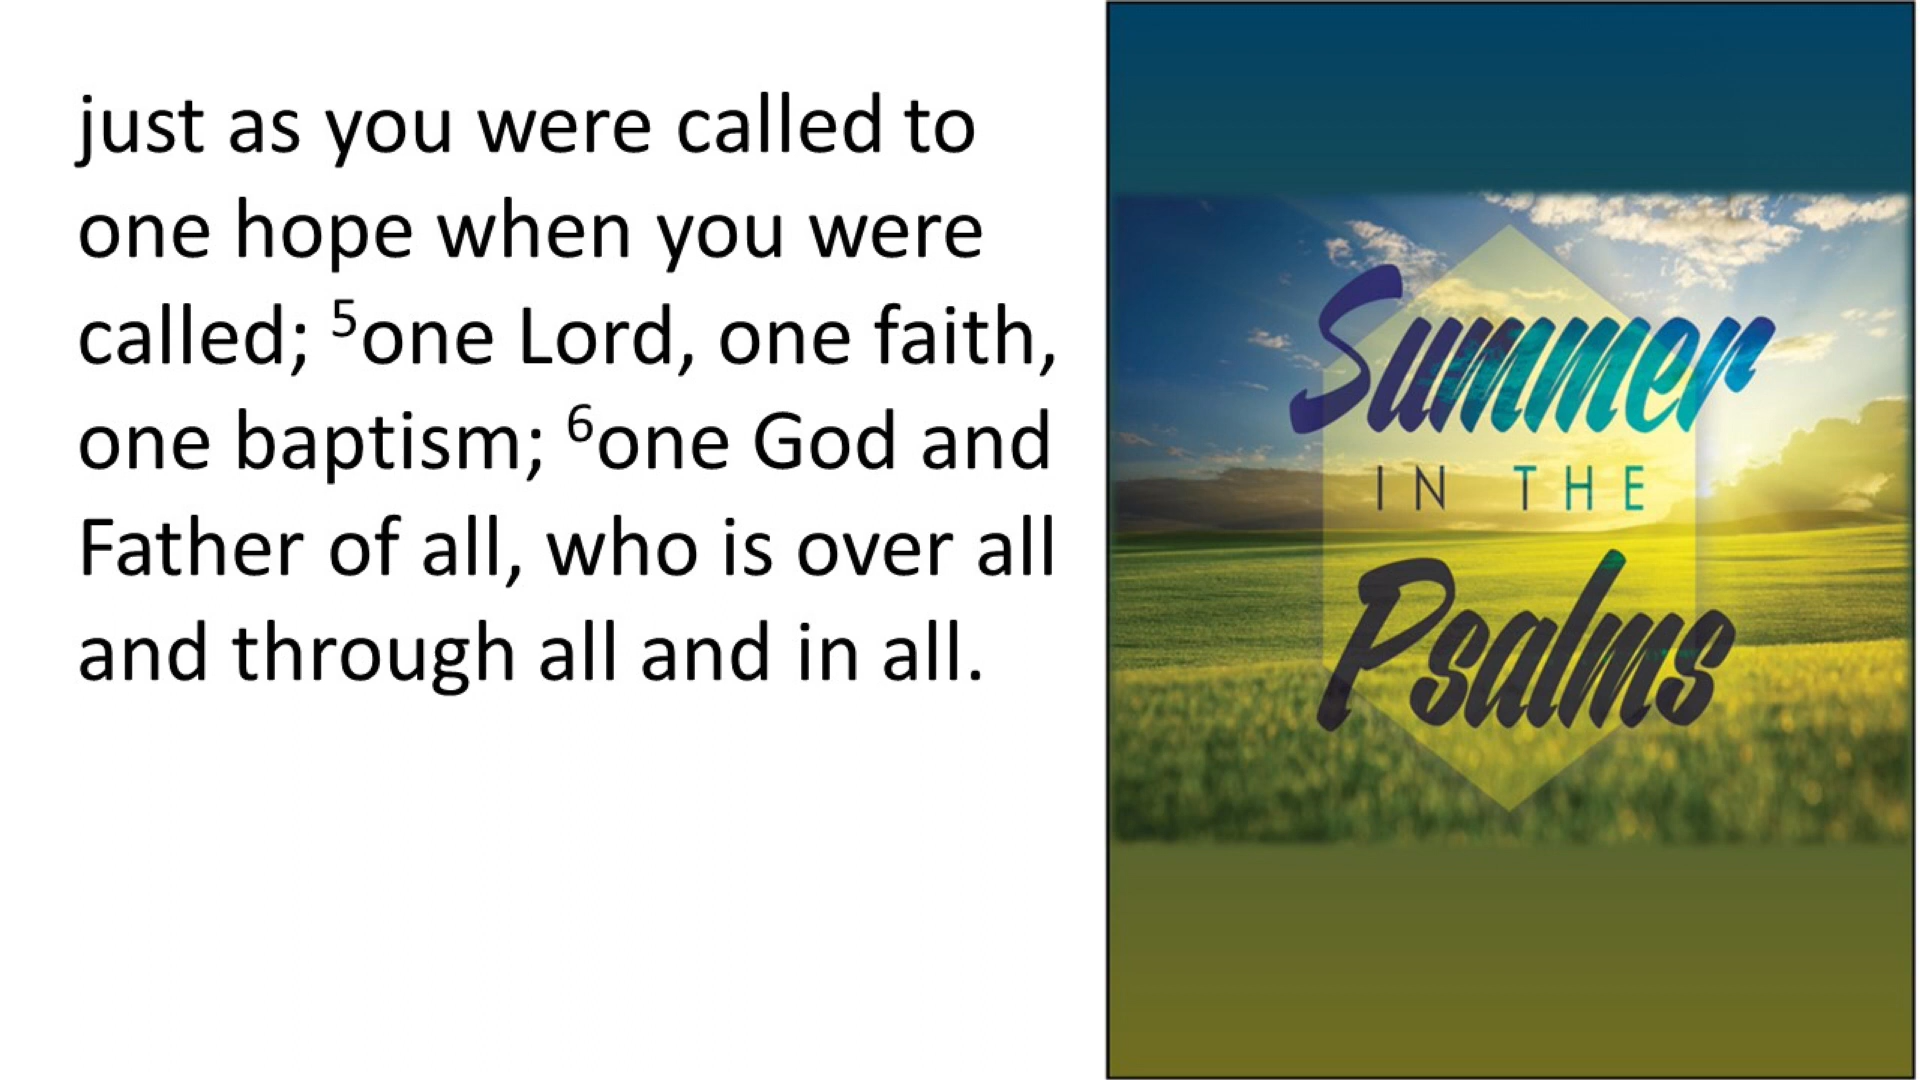 just as you were called to
one hope when you were
called; ⁵one Lord, one faith,
one baptism; ⁶one God and
Father of all, who is over all
and through all and in all.
Summer
IN THE
Psalms